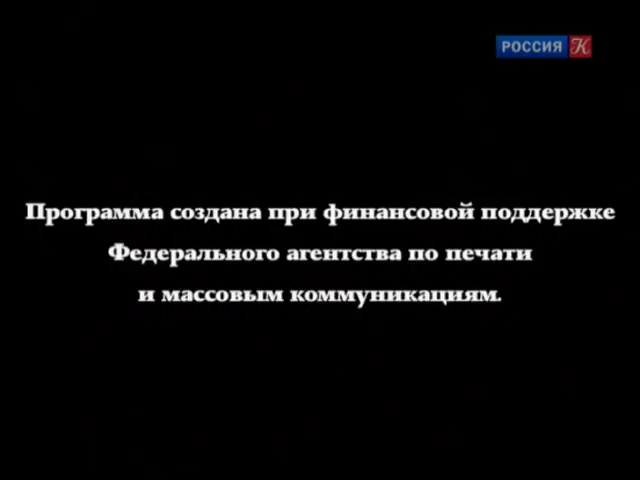 РОССИЯ К
Программа создана при финансовой поддержке
Федерального агентства по печати
и массовым коммуникациям.